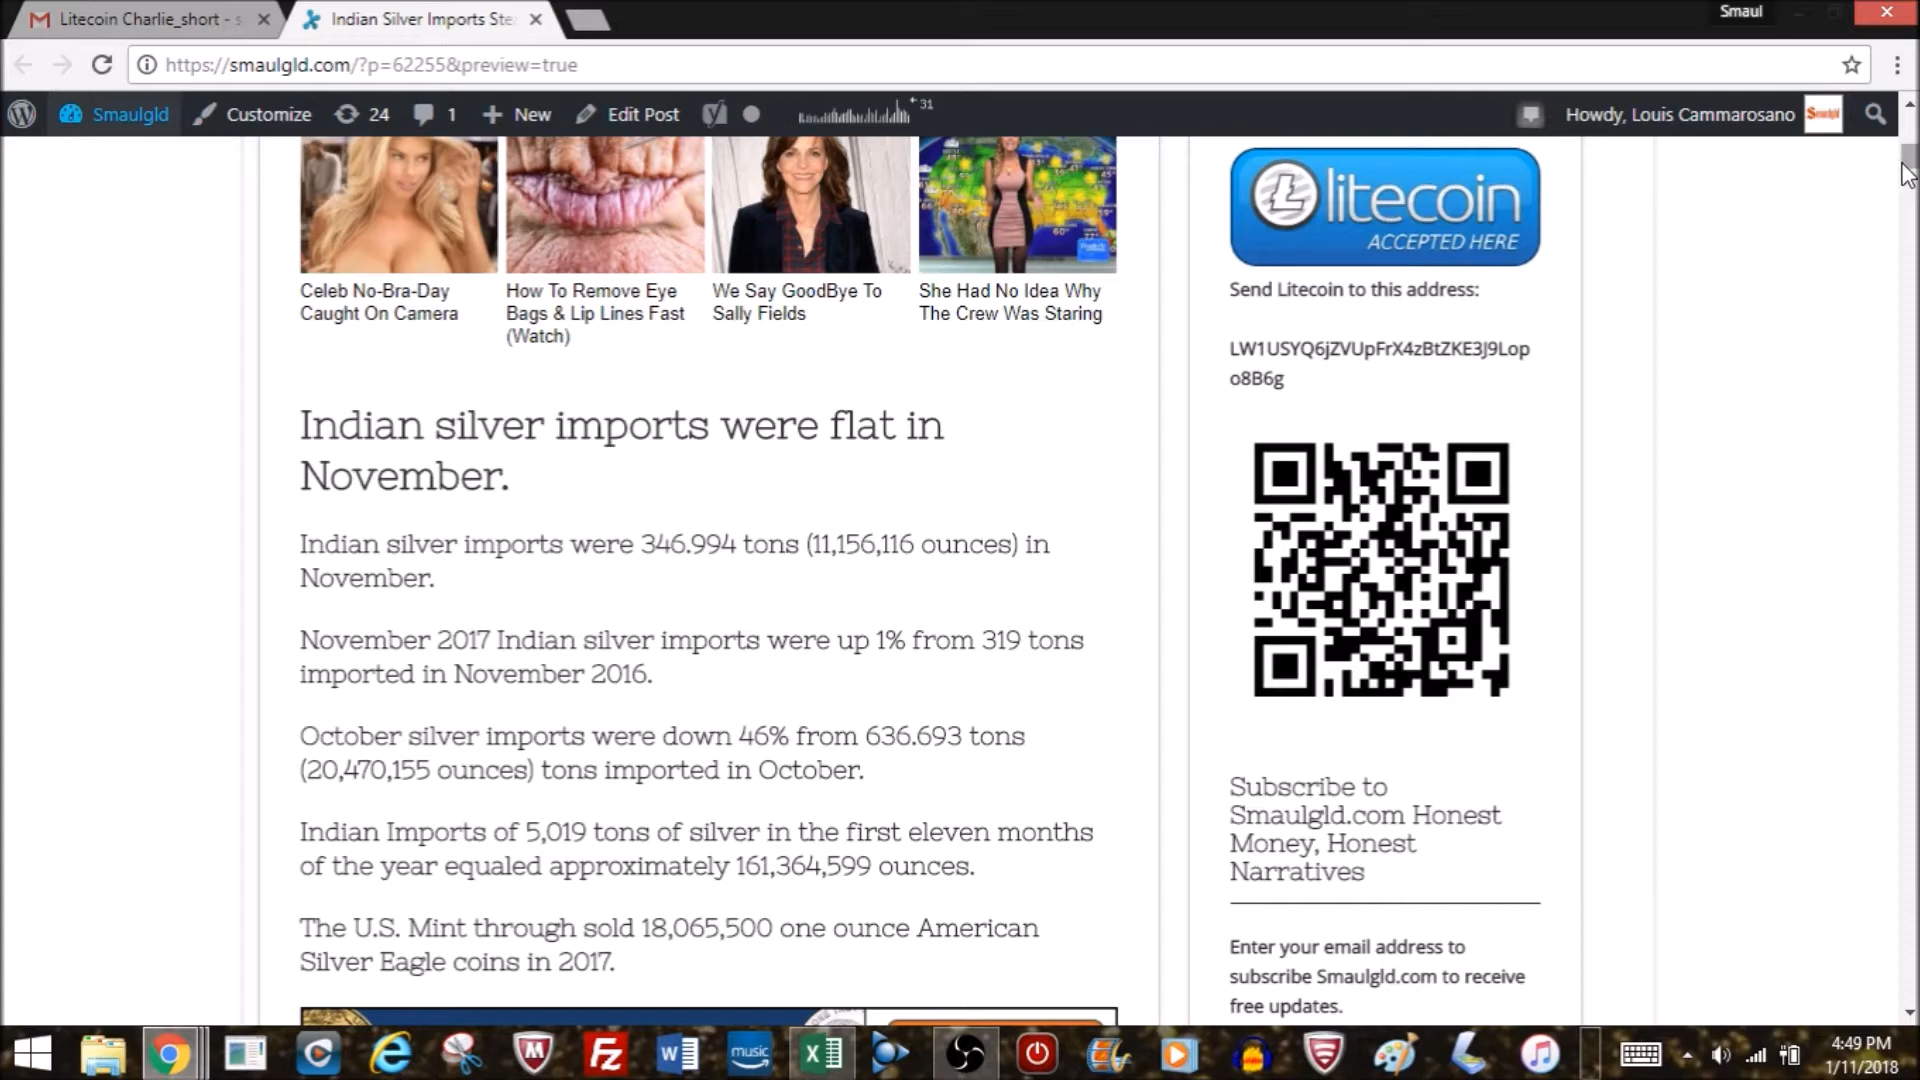 Litecoin Charlie_short - s
Indian Silver Imports Ste
Smaul
https://smaulgld.com/?p=62255&preview=true
Smaulgld
Customize
24
1
New
Edit Post
31
Howdy, Louis Cammarosano
Celeb No-Bra-Day
Caught On Camera
How To Remove Eye
Bags & Lip Lines Fast
(Watch)
We Say GoodBye To
Sally Fields
She Had No Idea Why
The Crew Was Staring
Indian silver imports were flat in
November.
Indian silver imports were 346.994 tons (11,156,116 ounces) in
November.
November 2017 Indian silver imports were up 1% from 319 tons
imported in November 2016.
October silver imports were down 46% from 636.693 tons
(20,470,155 ounces) tons imported in October.
Indian Imports of 5,019 tons of silver in the first eleven months
of the year equaled approximately 161,364,599 ounces.
The U.S. Mint through sold 18,065,500 one ounce American
Silver Eagle coins in 2017.
litecoin
ACCEPTED HERE
Send Litecoin to this address:
LW1USYQ6jZVUpFrX4zBtZKE3J9Lop
o8B6g
Subscribe to
Smaulgld.com Honest
Money, Honest
Narratives
Enter your email address to
subscribe Smaulgld.com to receive
free updates.
music
4:49 PM
1/11/2018